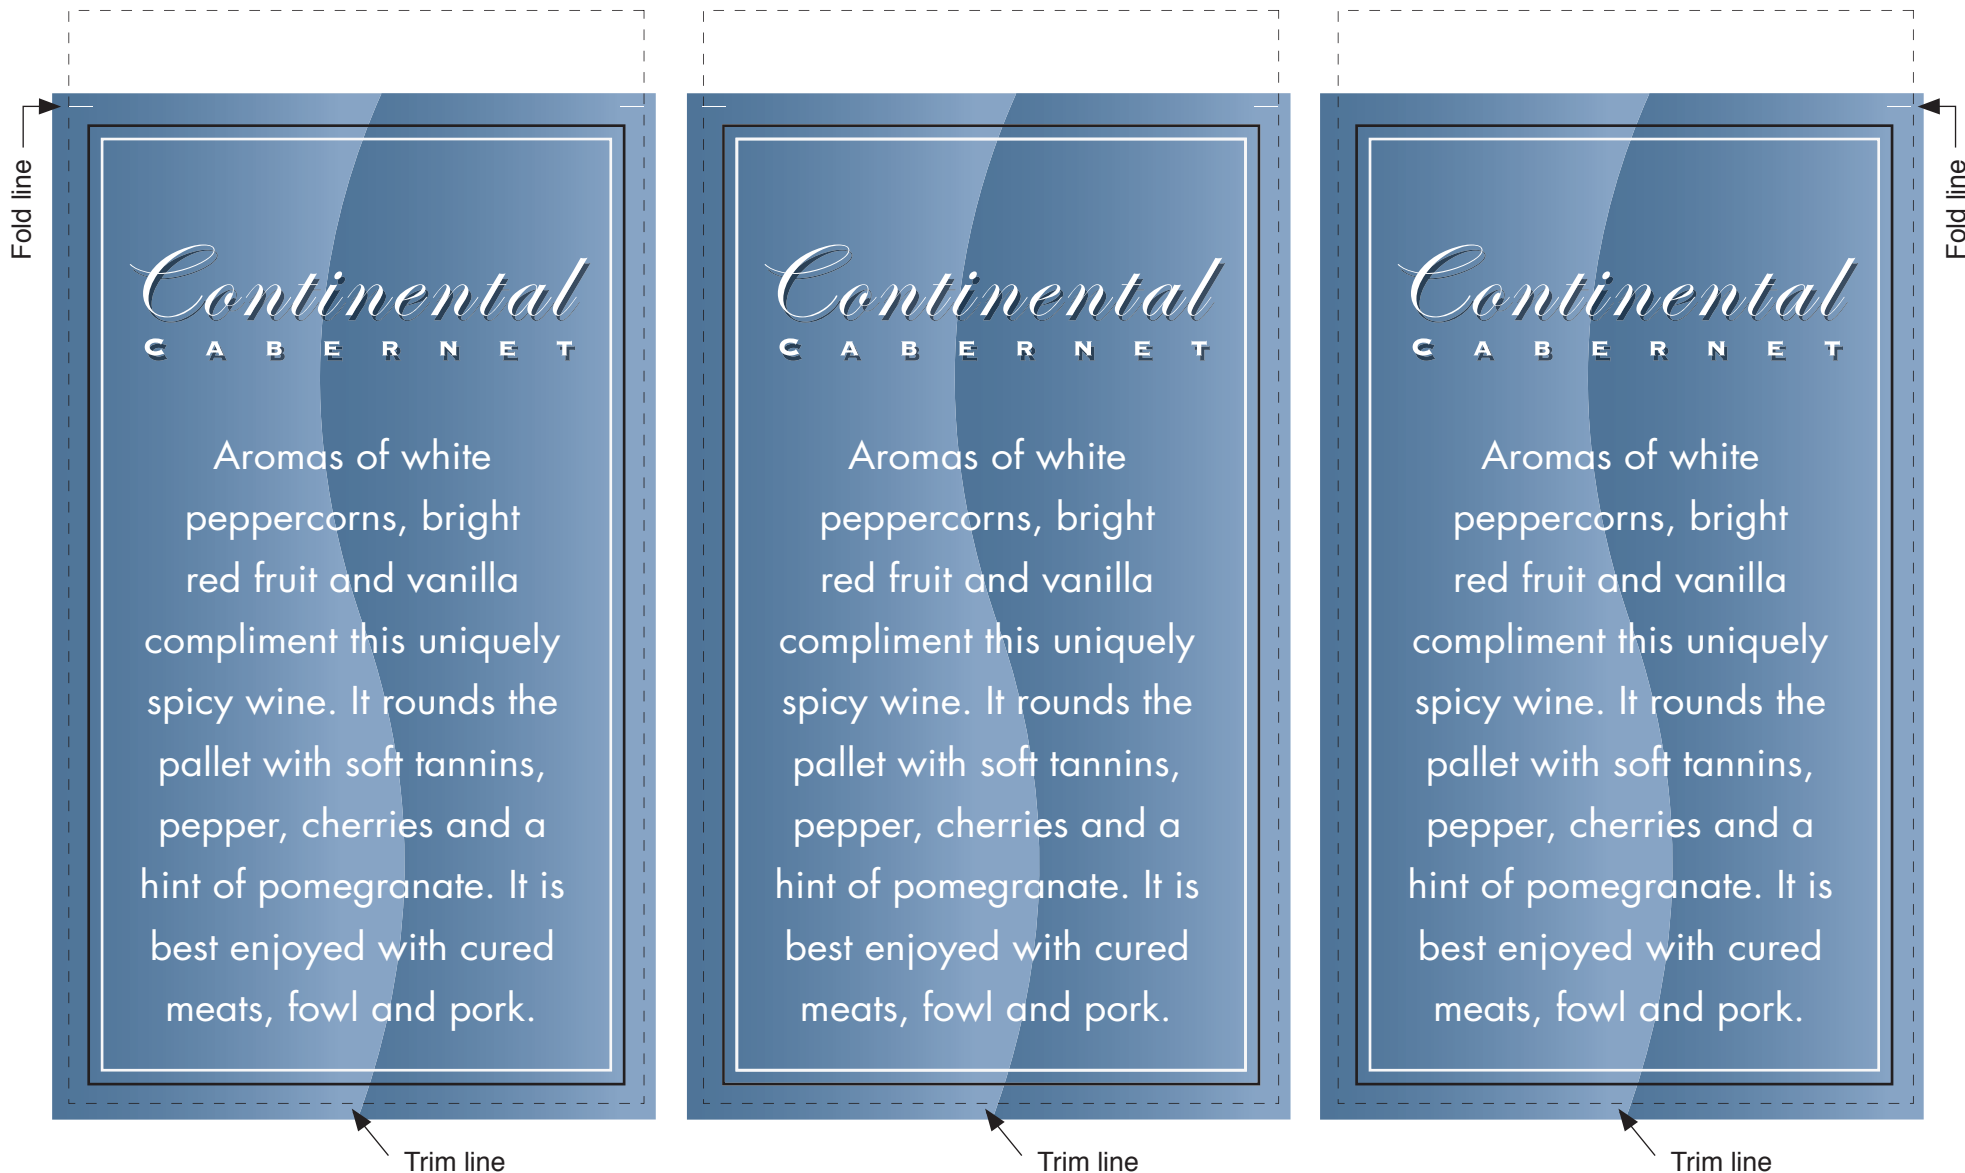 Fold line
Continental
CABERNET
Aromas of white
peppercorns, bright
red fruit and vanilla
compliment this uniquely
spicy wine. It rounds the
pallet with soft tannins,
pepper, cherries and a
hint of pomegranate. It is
best enjoyed with cured
meats, fowl and pork.
Trim line
Continental
CABERNET
Aromas of white
peppercorns, bright
red fruit and vanilla
compliment this uniquely
spicy wine. It rounds the
pallet with soft tannins,
pepper, cherries and a
hint of pomegranate. It is
best enjoyed with cured
meats, fowl and pork.
Trim line
Continental
CABERNET
Aromas of white
peppercorns, bright
red fruit and vanilla
compliment this uniquely
spicy wine. It rounds the
pallet with soft tannins,
pepper, cherries and a
hint of pomegranate. It is
best enjoyed with cured
meats, fowl and pork.
Trim line
Fold line